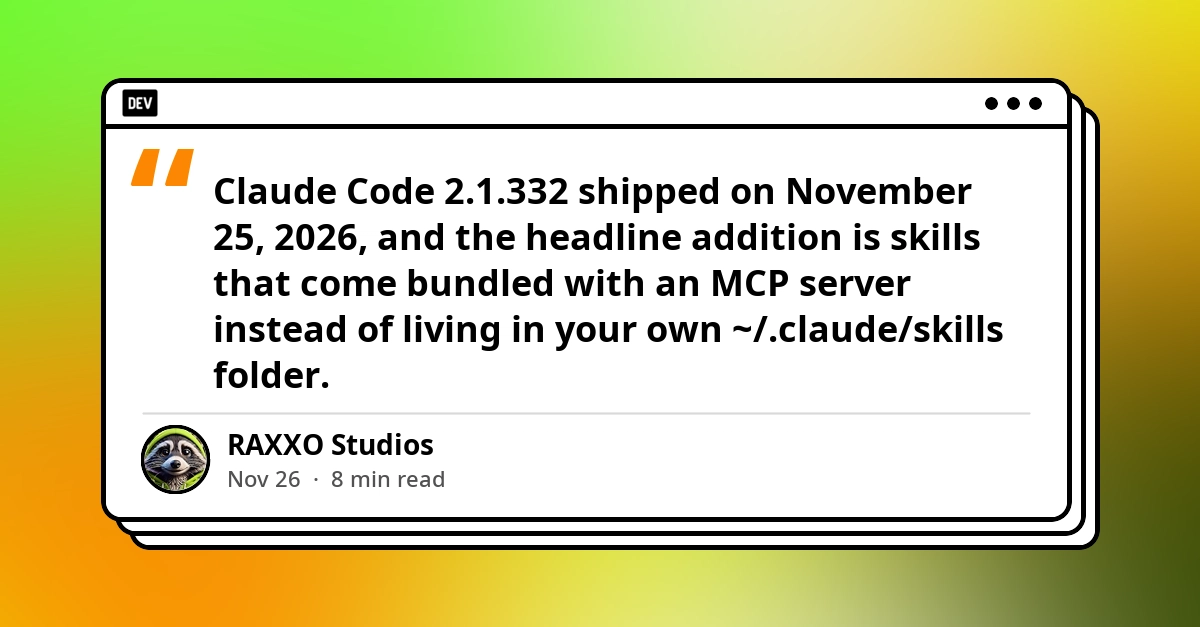 DEV
Claude Code 2.1.332 shipped on November
25, 2026, and the headline addition is skills
that come bundled with an MCP server
instead of living in your own ~/.claude/skills
folder.
RAXXO Studios
Nov 26 · 8 min read